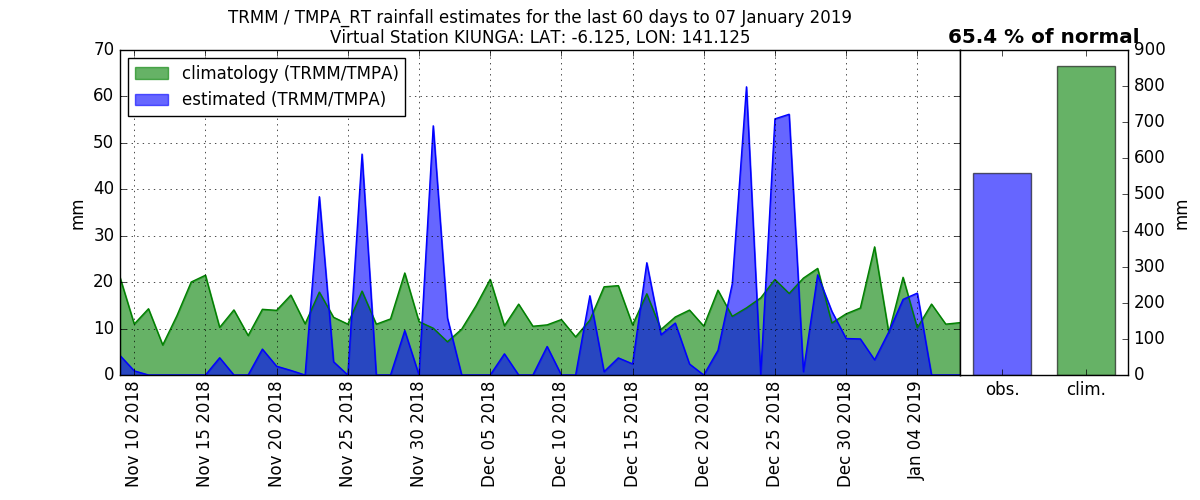 TRMM / TMPA_RT rainfall estimates for the last 60 days to 07 January 2019
Virtual Station KIUNGA: LAT: -6.125, LON: 141.125
65.4 % of normal
climatology (TRMM/TMPA)
estimated (TRMM/TMPA)
70
60
50
40
30
20
10
0
mm
Nov 10 2018
Nov 15 2018
Nov 20 2018
Nov 25 2018
Nov 30 2018
Dec 05 2018
Dec 10 2018
Dec 15 2018
Dec 20 2018
Dec 25 2018
Dec 30 2018
Jan 04 2019
obs.
clim.
900
800
700
600
500
400
300
200
100
0
mm